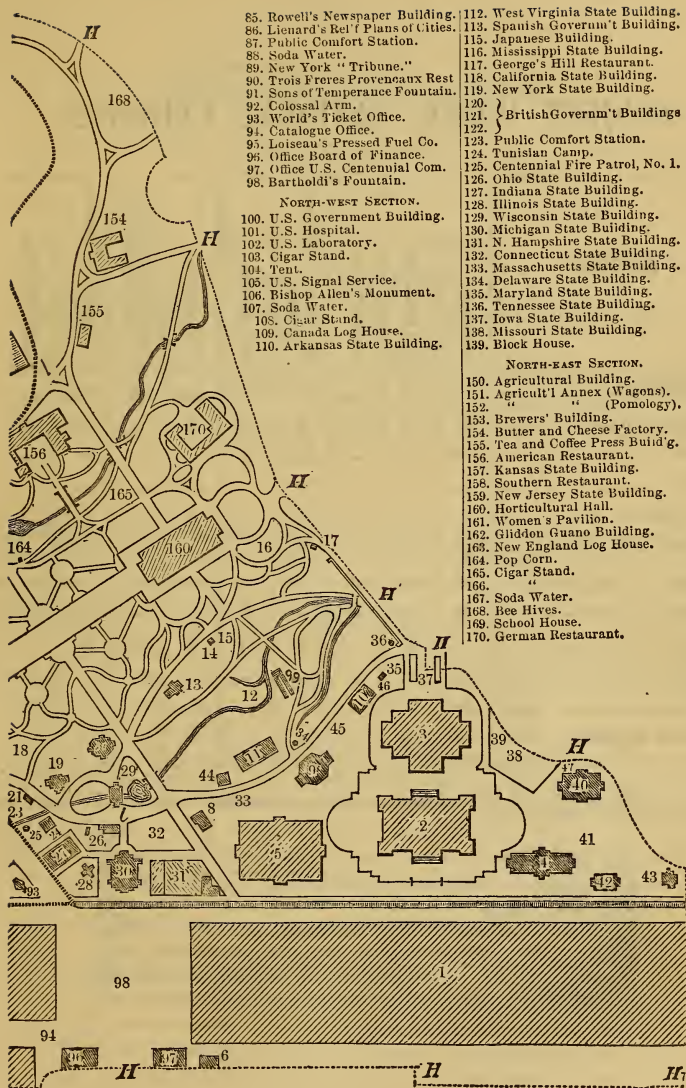 85. Rowell's Newspaper Building.
86. Lienard's Rel'f Plans of Cities.
87. Public Comfort Station.
88. Soda Water.
89. New York "Tribune."
90. Trois Freres Provencaux Rest
91. Sons of Temperance Fountain.
92. Colossal Arm.
93. World's Ticket Office.
94. Catalogue Office.
95. Loiseau's Pressed Fuel Co.
96. Office Board of Finance.
97. Office U.S. Centennial Com.
98. Bartholdi's Fountain.
NORTH-WEST SECTION.
100. U.S. Government Building.
101. U.S. Hospital.
102. U.S. Laboratory.
103. Cigar Stand.
104. Tent.
105. U.S. Signal Service.
106. Bishop Allen's Monument.
107. Soda Water.
108. Cigar Stand.
109. Canada Log House.
110. Arkansas State Building.
112. West Virginia State Building.
113. Spanish Governm't Building.
115. Japanese Building.
116. Mississippi State Building.
117. George's Hill Restaurant.
118. California State Building.
119. New York State Building.
120.
121. } British Governm't Buildings
122.
123. Public Comfort Station.
124. Tunisian Camp.
125. Centennial Fire Patrol, No. 1.
126. Ohio State Building.
127. Indiana State Building.
128. Illinois State Building.
129. Wisconsin State Building.
130. Michigan State Building.
131. N. Hampshire State Building.
132. Connecticut State Building.
133. Massachusetts State Building.
134. Delaware State Building.
135. Maryland State Building.
136. Tennessee State Building.
137. Iowa State Building.
138. Missouri State Building.
139. Block House.
NORTH-EAST SECTION.
150. Agricultural Building.
151. Agricult'l Annex (Wagons).
152. " " (Pomology).
153. Brewers' Building.
154. Butter and Cheese Factory.
155. Tea and Coffee Press Build'g.
156. American Restaurant.
157. Kansas State Building.
158. Southern Restaurant.
159. New Jersey State Building.
160. Horticultural Hall.
161. Women's Pavilion.
162. Gliddon Guano Building.
163. New England Log House.
164. Pop Corn.
165. Cigar Stand.
166. "
167. Soda Water.
168. Bee Hives.
169. School House.
170. German Restaurant.
H
168
154
H
155
170
156
H
165
17
164
160
16
H
36
H
15
14
35
37
13
12
99
46
3
39
38
H
45
34
47
40
18
19
29
44
8
33
2
41
21
23
25
24
26
32
5
4
42
43
93
28
30
31
98
1
94
96
97
6
H
H
H